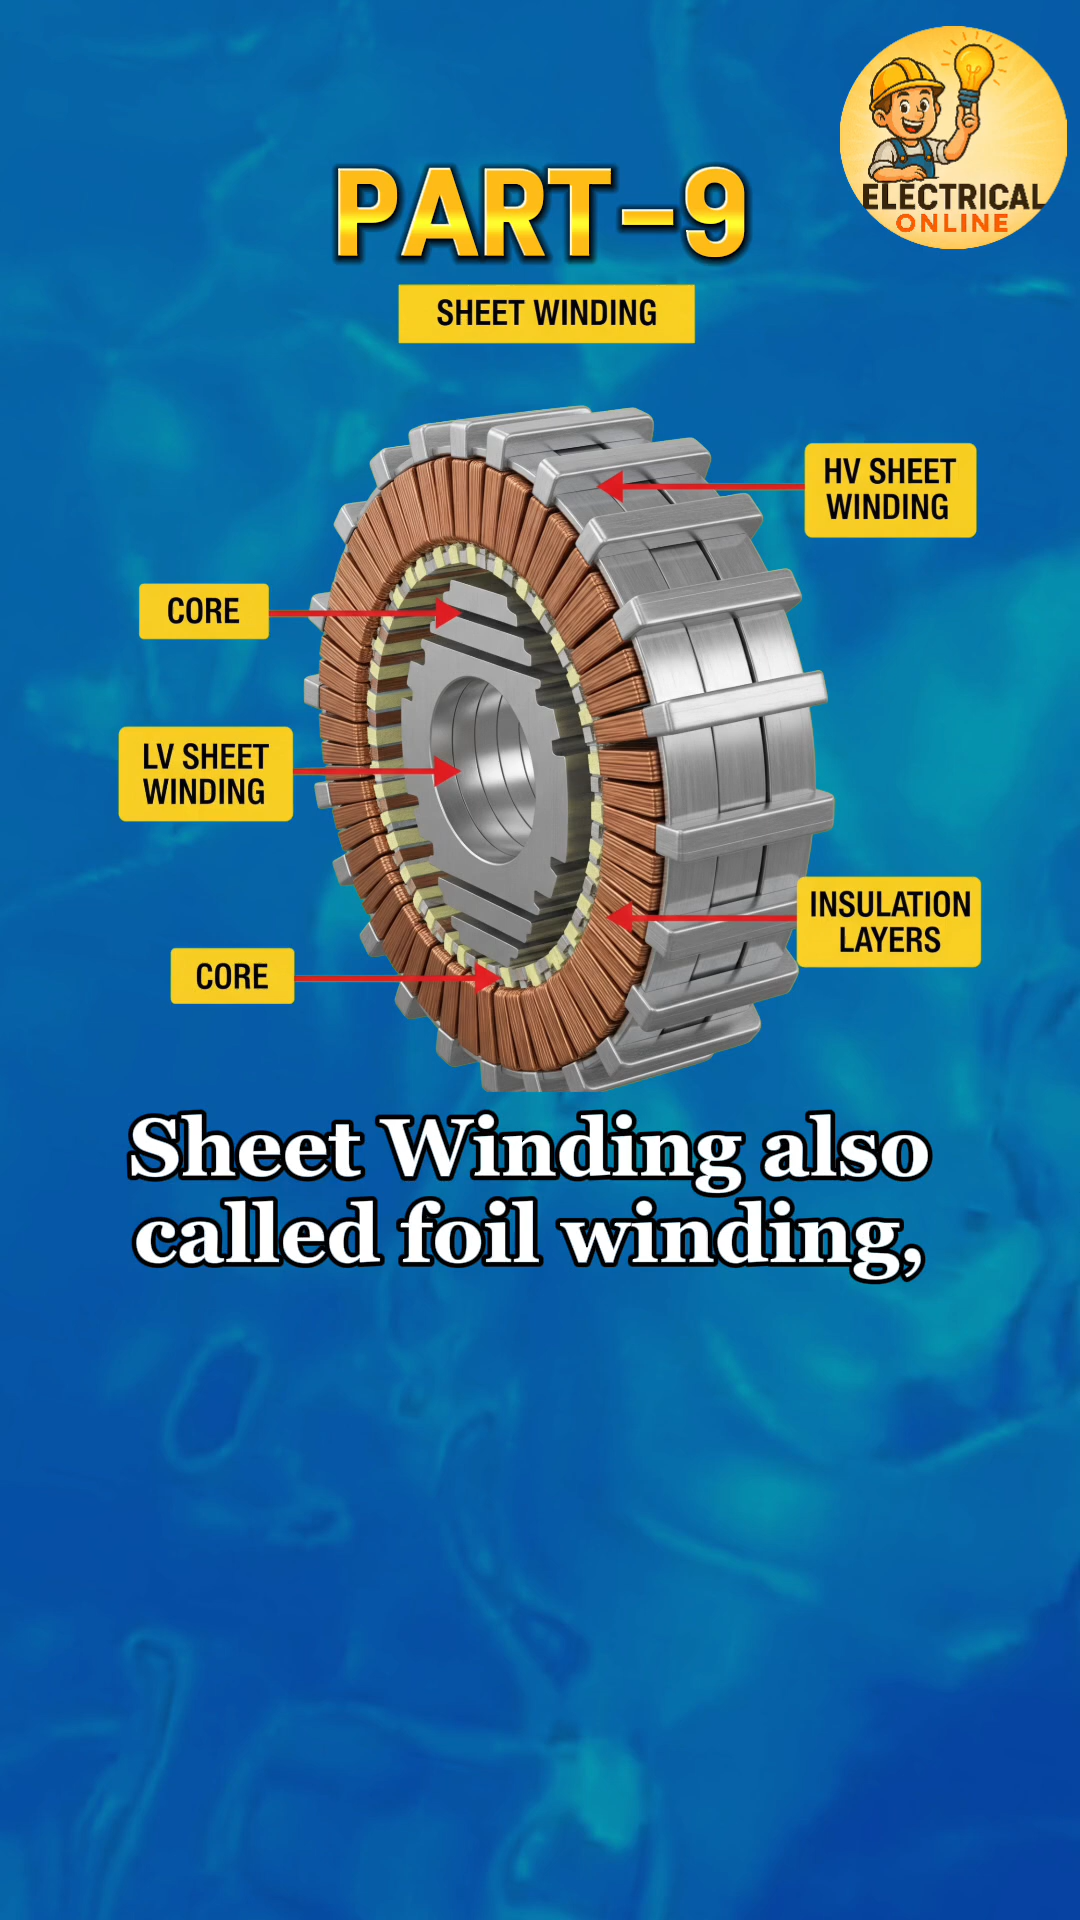 ELECTRICAL
ONLINE
PART-9
SHEET WINDING
HV SHEET
WINDING
CORE
LV SHEET
WINDING
INSULATION
LAYERS
CORE
Sheet Winding also
called foil winding,